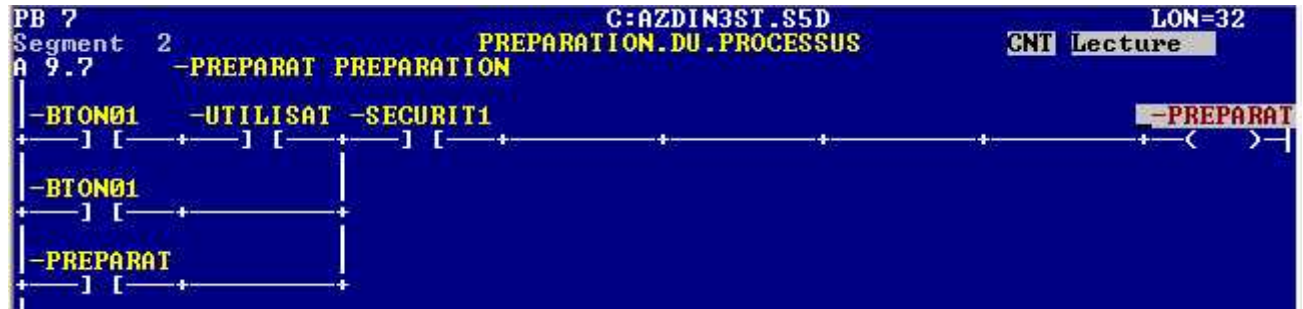 PB 7 C:AZDIN3ST.S5D LON=32
Segment 2 PREPARATION.DU.PROCESSUS CNT Lecture
A 9.7 -PREPARAT PREPARATION
-BTON01 -UTILISAT -SECURIT1 -PREPARAT
-BTON01
-PREPARAT